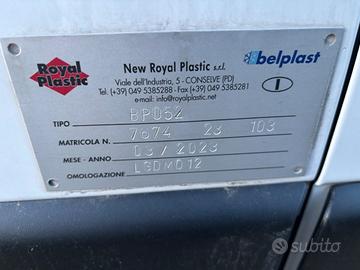 Royal Plastic
New Royal Plastic s.r.l.
belplast
Viale dell'Industria, 5 - CONSELVE (PD)
Tel. (+39) 049 5385288 - Fax (+39) 049 5385281
e-mail: info@royalplastic.net
I
TIPO BP052
MATRICOLA N. 7674 23 103
MESE - ANNO 03/2023
OMOLOGAZIONE LGDM012
subito